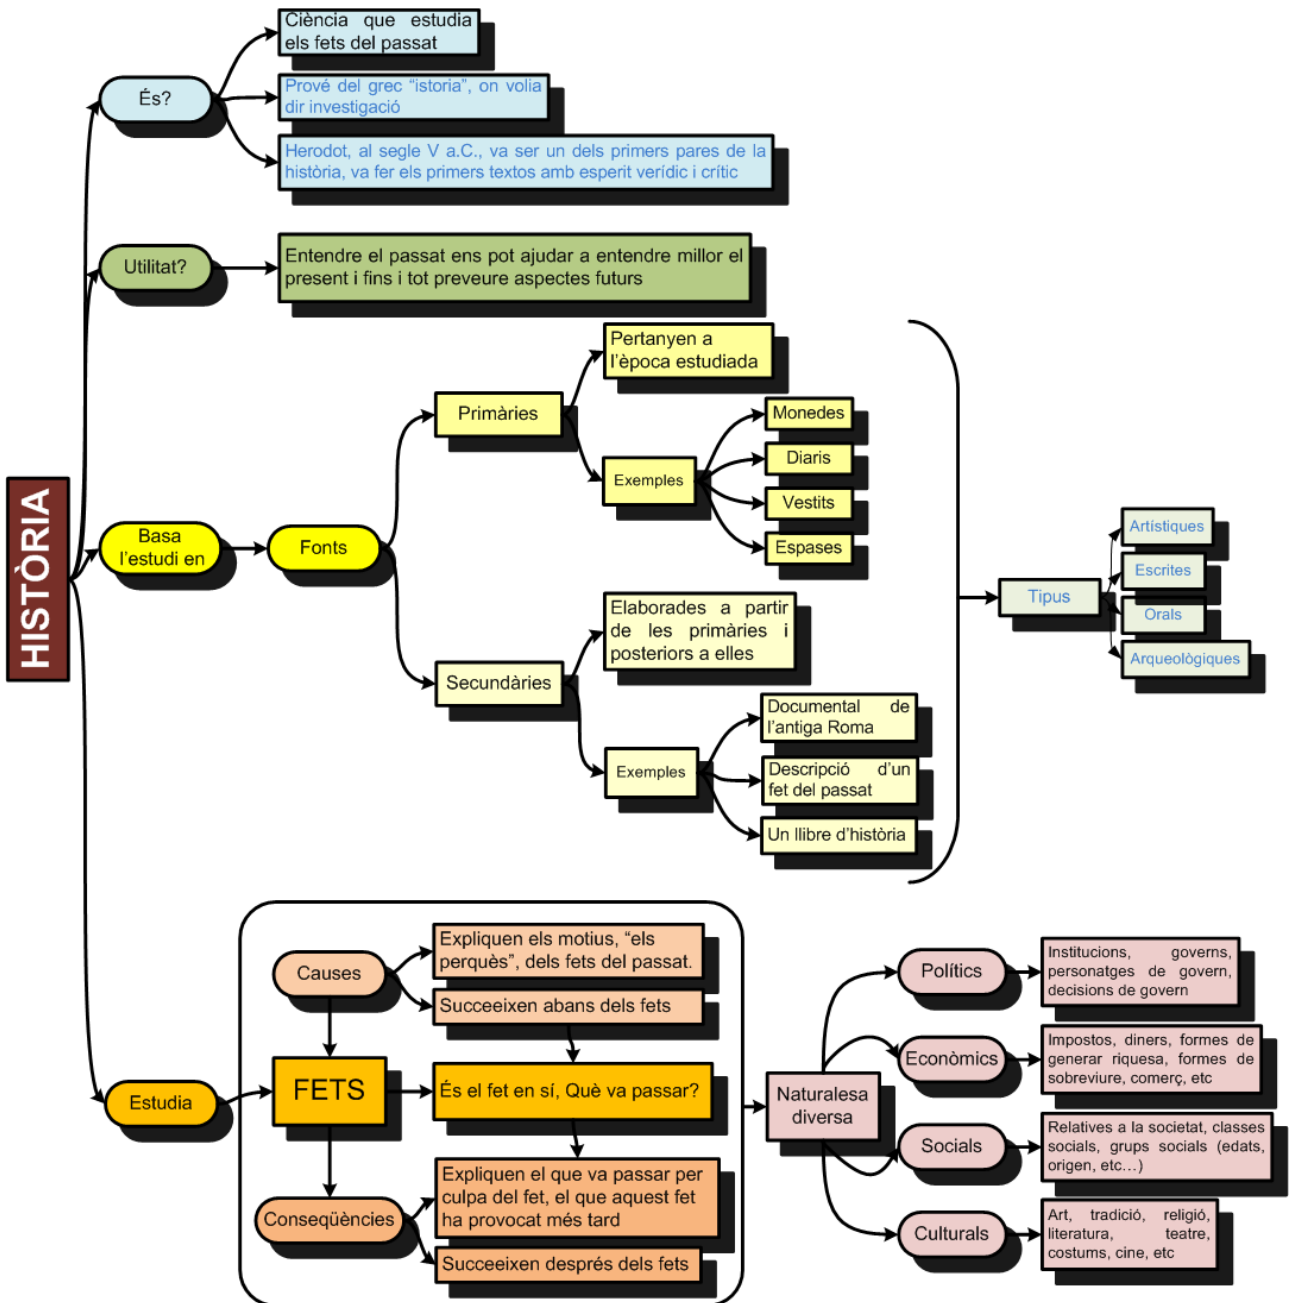 HISTÒRIA
És?
Ciència que estudia
els fets del passat
Prové del grec “istoria”, on volia
dir investigació
Herodot, al segle V a.C., va ser un dels primers pares de la
història, va fer els primers textos amb esperit verídic i crític
Utilitat?
Entendre el passat ens pot ajudar a entendre millor el
present i fins i tot preveure aspectes futurs
Basa
l’estudi en
Fonts
Primàries
Pertanyen a
l’època estudiada
Exemples
Monedes
Diaris
Vestits
Espases
Secundàries
Elaborades a partir
de les primàries i
posteriors a elles
Exemples
Documental de
l’antiga Roma
Descripció d’un
fet del passat
Un llibre d’història
Tipus
Artístiques
Escrites
Orals
Arqueològiques
Estudia
FETS
Causes
Expliquen els motius, “els
perquès”, dels fets del passat.
Succeeixen abans dels fets
És el fet en sí, Què va passar?
Conseqüències
Expliquen el que va passar per
culpa del fet, el que aquest fet
ha provocat més tard
Succeeixen després dels fets
Naturalesa
diversa
Polítics
Institucions, governs,
personatges de govern,
decisions de govern
Econòmics
Impostos, diners, formes de
generar riquesa, formes de
sobreviure, comerç, etc
Socials
Relatives a la societat, classes
socials, grups socials (edats,
origen, etc…)
Culturals
Art, tradició, religió,
literatura, teatre,
costums, cine, etc